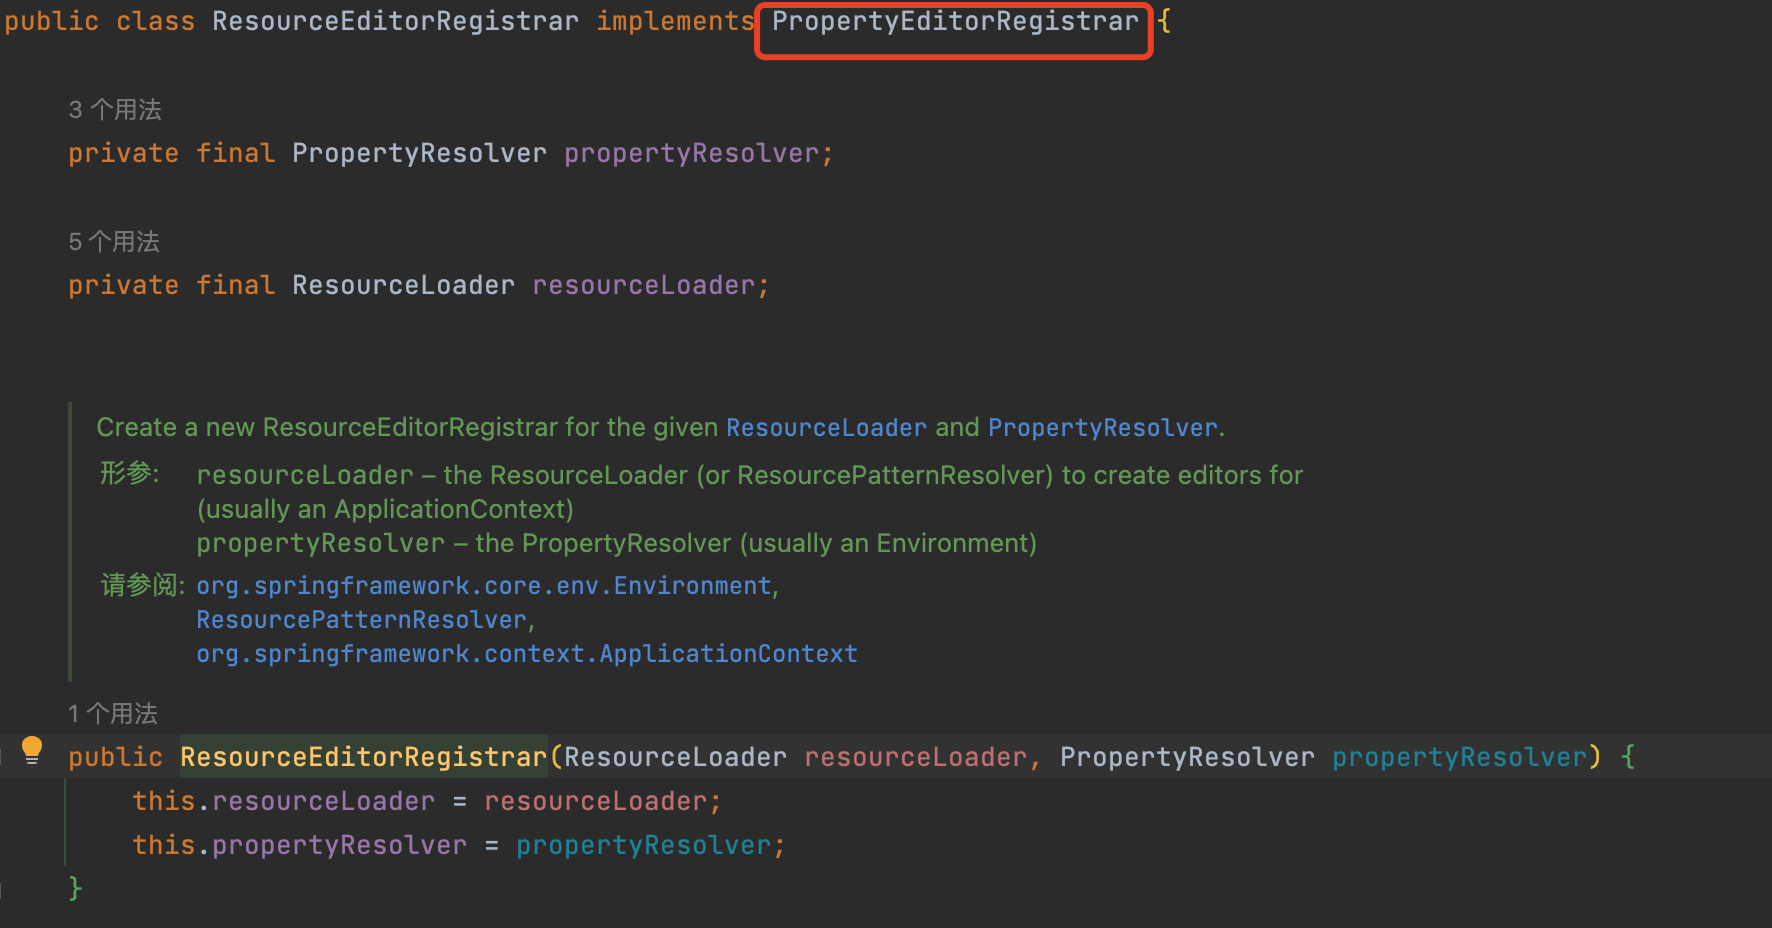 public class ResourceEditorRegistrar implements PropertyEditorRegistrar {
3 个用法
private final PropertyResolver propertyResolver;
5 个用法
private final ResourceLoader resourceLoader;
Create a new ResourceEditorRegistrar for the given ResourceLoader and PropertyResolver.
形参: resourceLoader – the ResourceLoader (or ResourcePatternResolver) to create editors for
(usually an ApplicationContext)
propertyResolver – the PropertyResolver (usually an Environment)
请参阅: org.springframework.core.env.Environment,
ResourcePatternResolver,
org.springframework.context.ApplicationContext
1 个用法
public ResourceEditorRegistrar(ResourceLoader resourceLoader, PropertyResolver propertyResolver) {
this.resourceLoader = resourceLoader;
this.propertyResolver = propertyResolver;
}